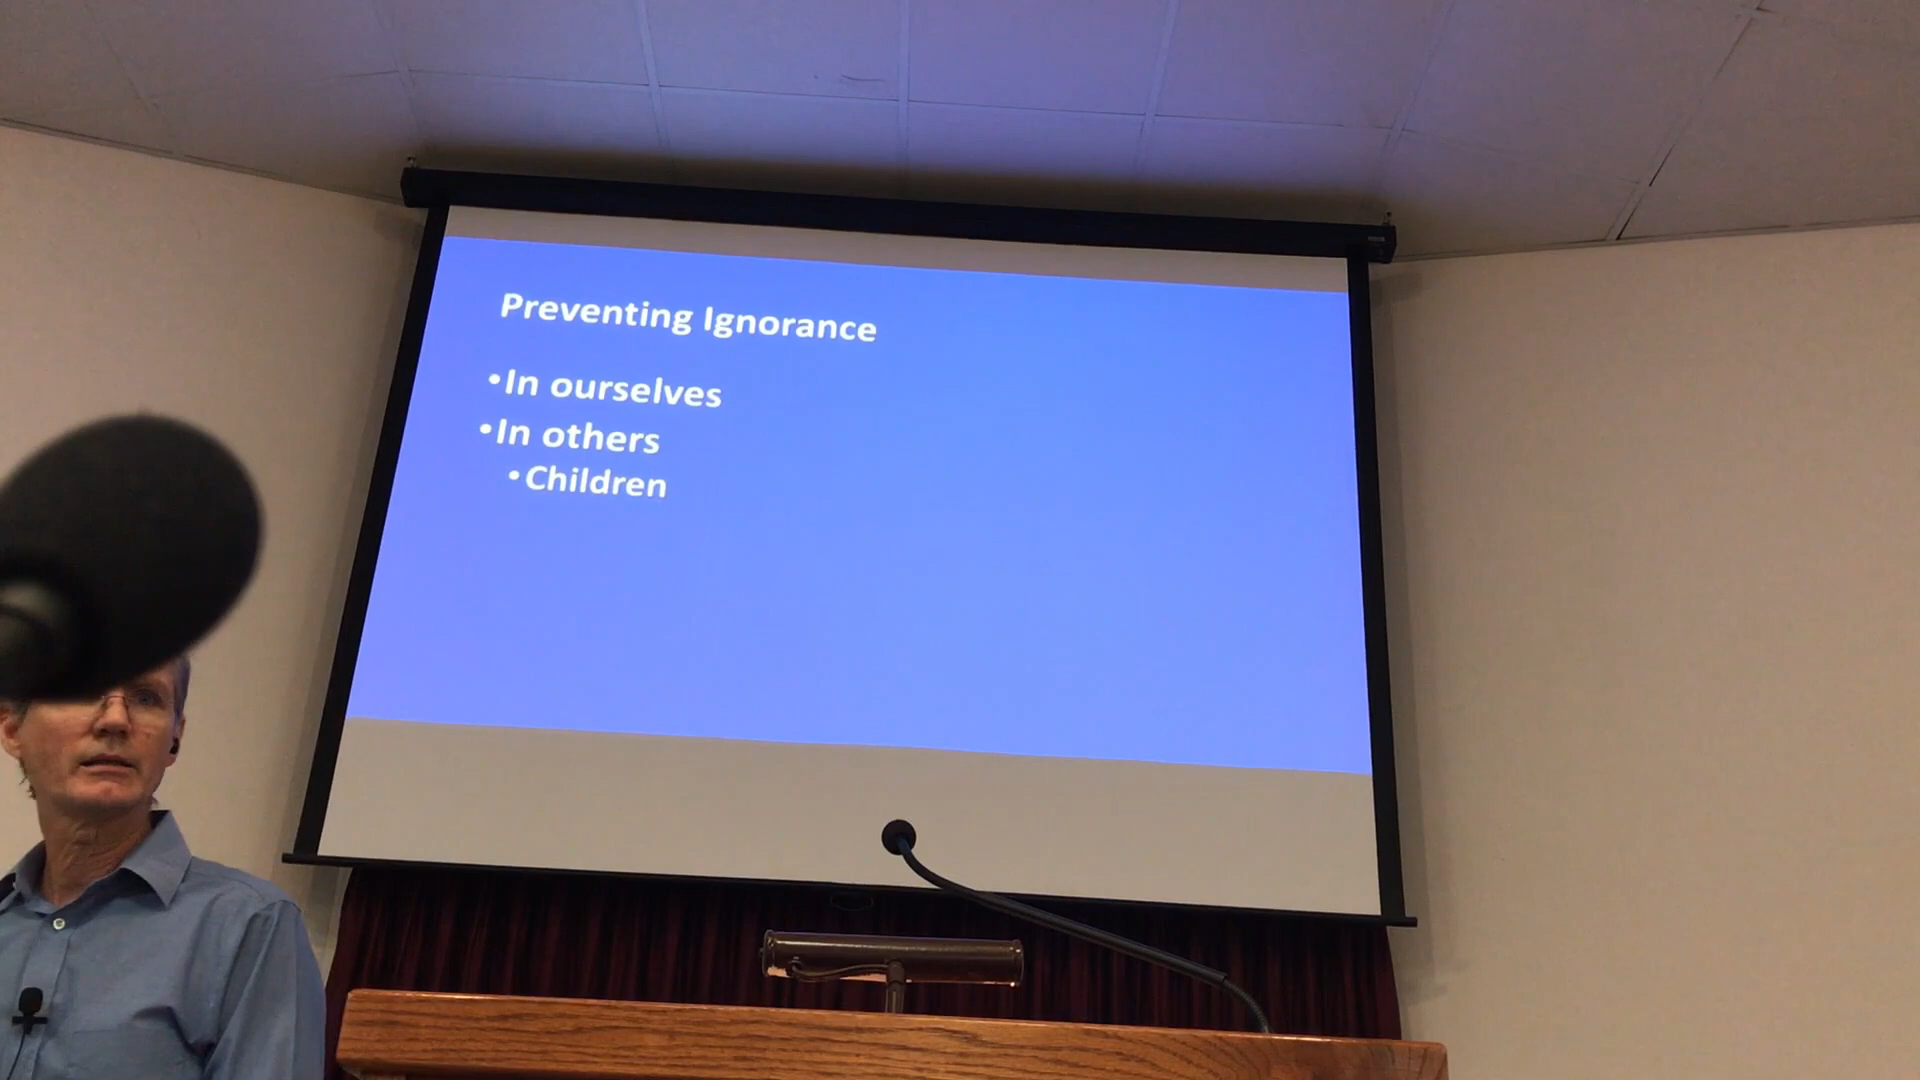 Preventing Ignorance
•In ourselves
•In others
•Children